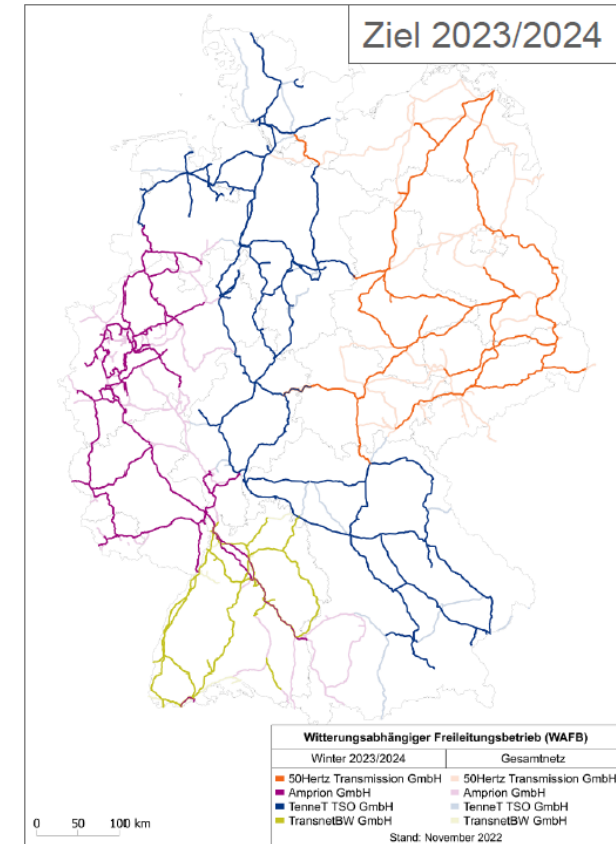 Ziel 2023/2024
Witterungsabhängiger Freileitungsbetrieb (WAFB)
Winter 2023/2024 Gesamtnetz
50Hertz Transmission GmbH 50Hertz Transmission GmbH
Amprion GmbH Amprion GmbH
TenneT TSO GmbH TenneT TSO GmbH
TransnetBW GmbH TransnetBW GmbH
0 50 100 km
Stand: November 2022